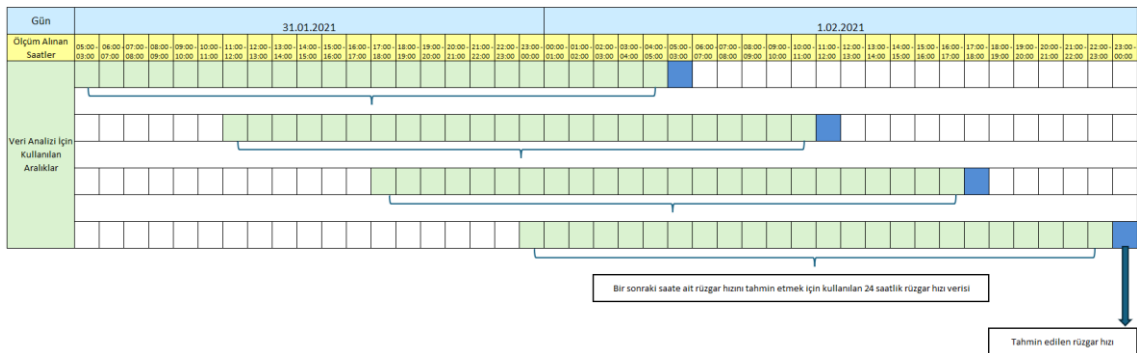 Gün
31.01.2021
1.02.2021
Ölçüm Alınan
Saatler
05:00 - 06:00 - 07:00 - 08:00 - 09:00 - 10:00 - 11:00 - 12:00 - 13:00 - 14:00 - 15:00 - 16:00 - 17:00 - 18:00 - 19:00 - 20:00 - 21:00 - 22:00 - 23:00 - 00:00 - 01:00 - 02:00 - 03:00 - 04:00 - 05:00 - 06:00 - 07:00 - 08:00 - 09:00 - 10:00 - 11:00 - 12:00 - 13:00 - 14:00 - 15:00 - 16:00 - 17:00 - 18:00 - 19:00 - 20:00 - 21:00 - 22:00 - 23:00 -
03:00 07:00 08:00 09:00 10:00 11:00 12:00 13:00 14:00 15:00 16:00 17:00 18:00 19:00 20:00 21:00 22:00 23:00 00:00 01:00 02:00 03:00 04:00 05:00 03:00 07:00 08:00 09:00 10:00 11:00 12:00 13:00 14:00 15:00 16:00 17:00 18:00 19:00 20:00 21:00 22:00 23:00 00:00
Veri Analizi İçin
Kullanılan
Aralıklar
Bir sonraki saate ait rüzgar hızını tahmin etmek için kullanılan 24 saatlik rüzgar hızı verisi
Tahmin edilen rüzgar hızı